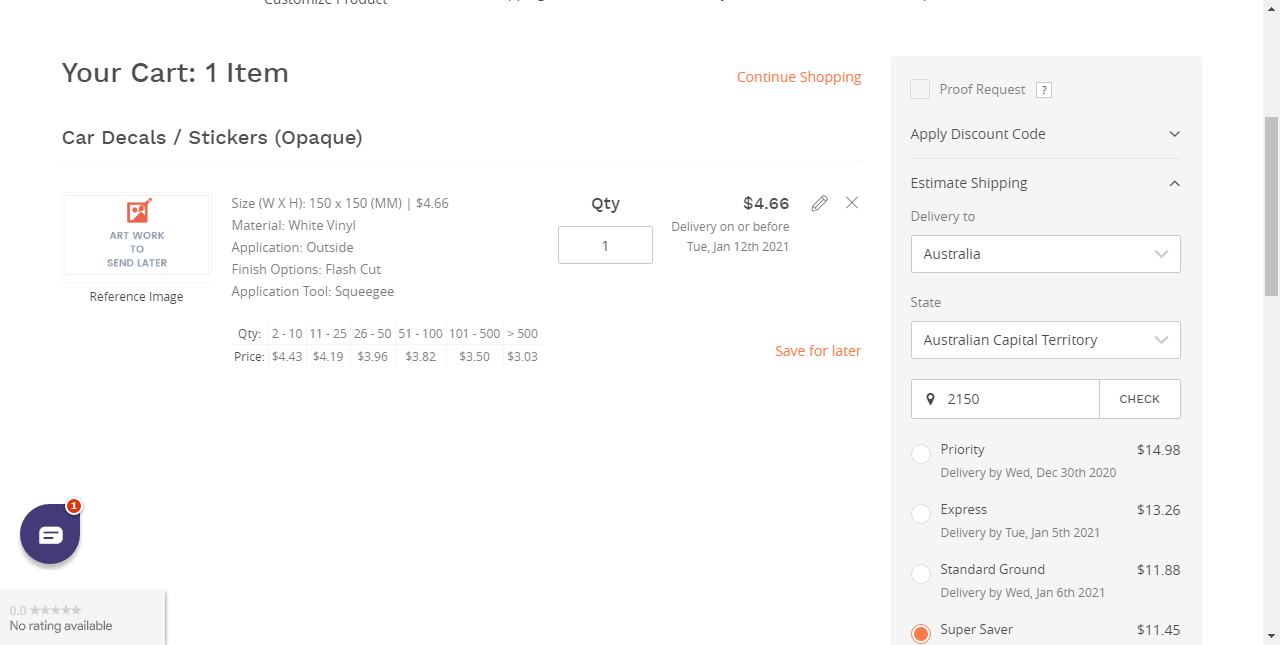 Customize Product
Your Cart: 1 Item
Continue Shopping
Car Decals / Stickers (Opaque)
ART WORK
TO
SEND LATER
Reference Image
Size (W X H): 150 x 150 (MM) | $4.66
Material: White Vinyl
Application: Outside
Finish Options: Flash Cut
Application Tool: Squeegee
Qty
1
$4.66
Delivery on or before
Tue, Jan 12th 2021
Qty: 2 - 10 11 - 25 26 - 50 51 - 100 101 - 500 > 500
Price: $4.43 $4.19 $3.96 $3.82 $3.50 $3.03
Save for later
Proof Request ?
Apply Discount Code
Estimate Shipping
Delivery to
Australia
State
Australian Capital Territory
2150 CHECK
Priority $14.98
Delivery by Wed, Dec 30th 2020
Express $13.26
Delivery by Tue, Jan 5th 2021
Standard Ground $11.88
Delivery by Wed, Jan 6th 2021
Super Saver $11.45
1
0.0 ★★★★★
No rating available